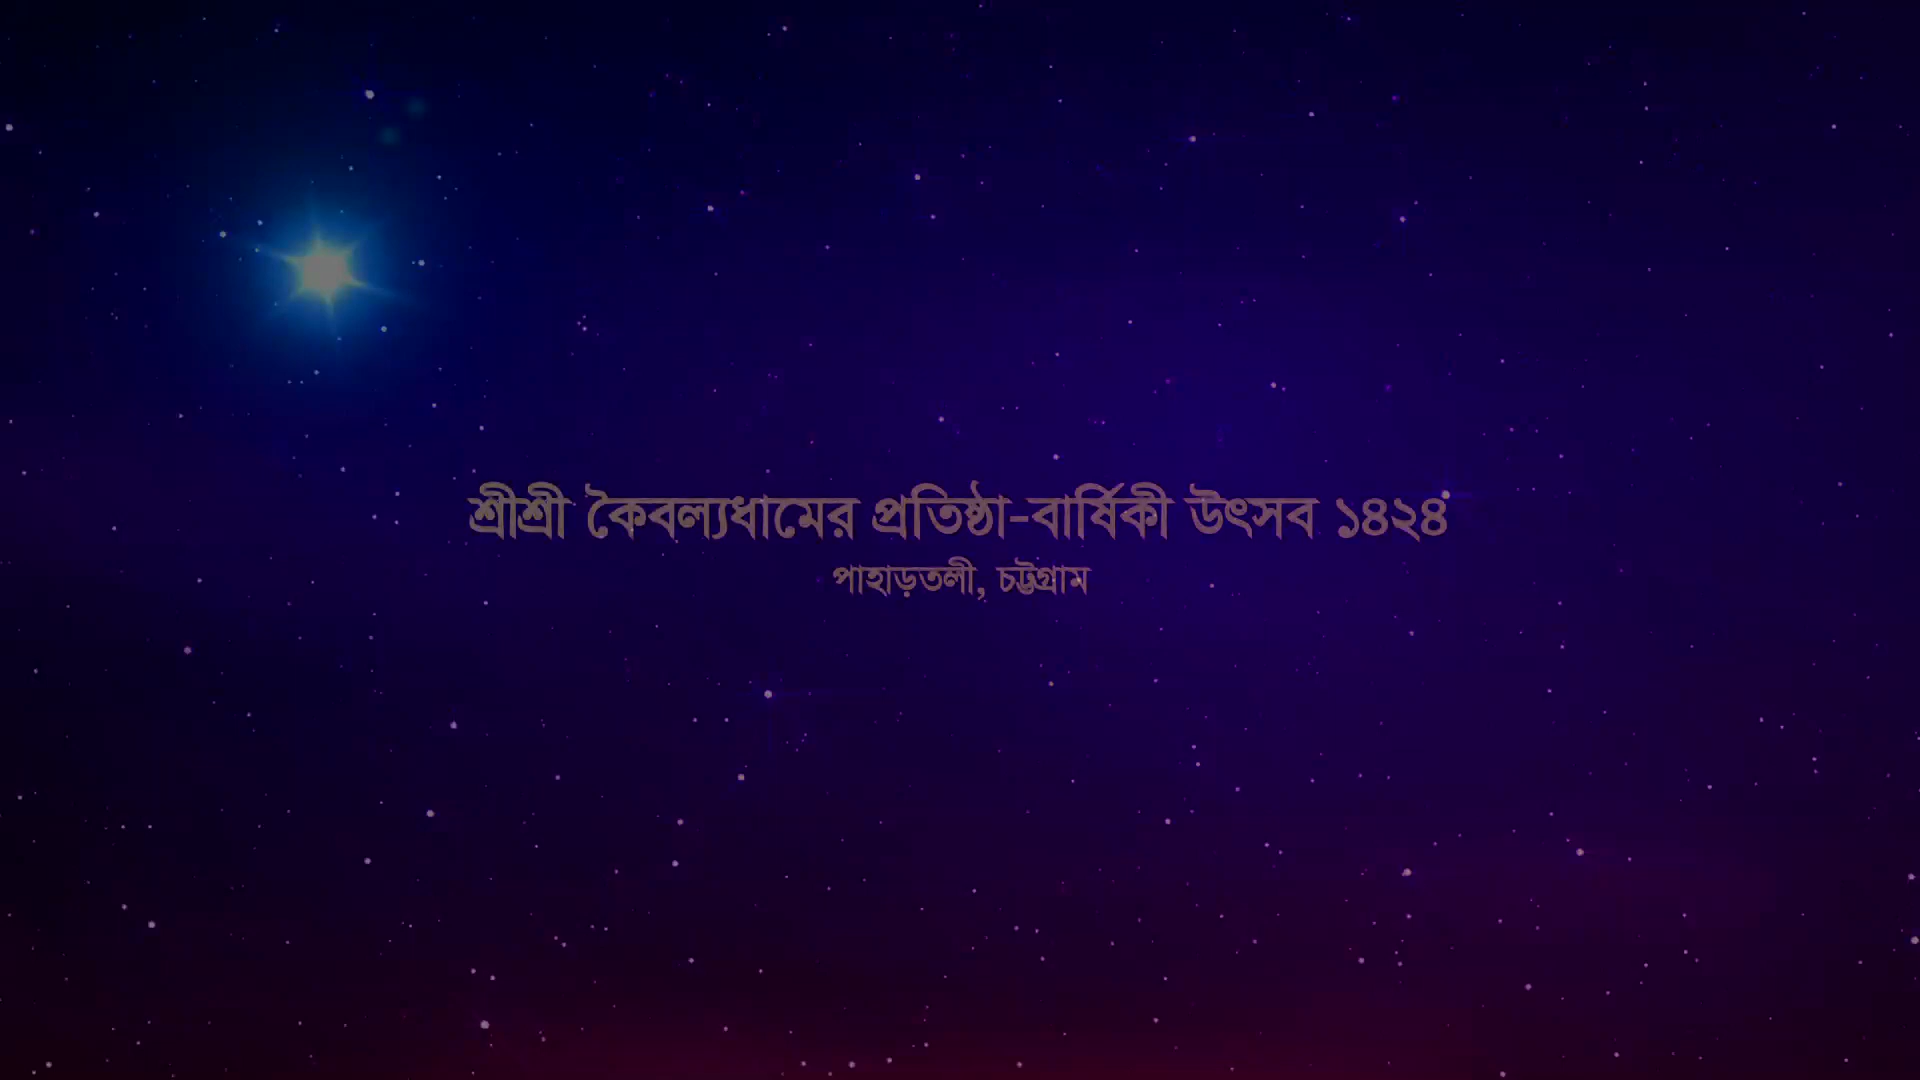 শ্রীশ্রী কৈবল্যধামের প্রতিষ্ঠা-বার্ষিকী উৎসব ১৪২৪
পাহাড়তলী, চট্টগ্রাম